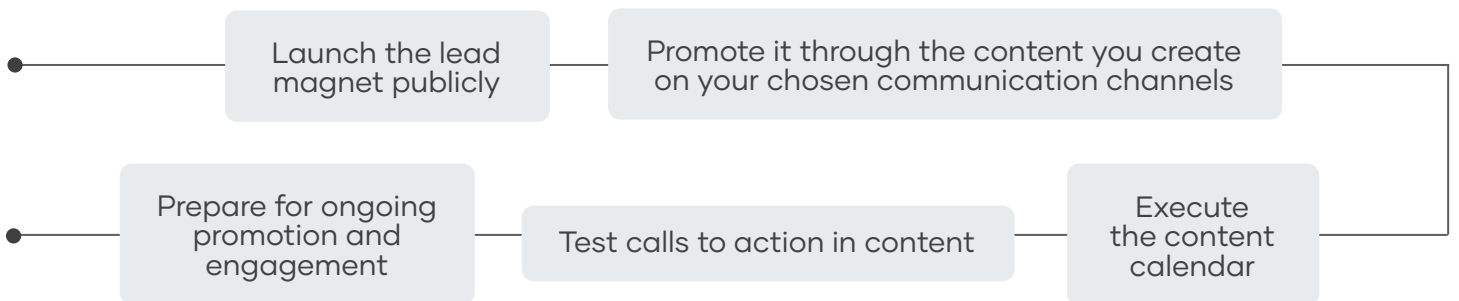 Launch the lead
magnet publicly
Promote it through the content you create
on your chosen communication channels
Execute
the content
calendar
Test calls to action in content
Prepare for ongoing
promotion and
engagement